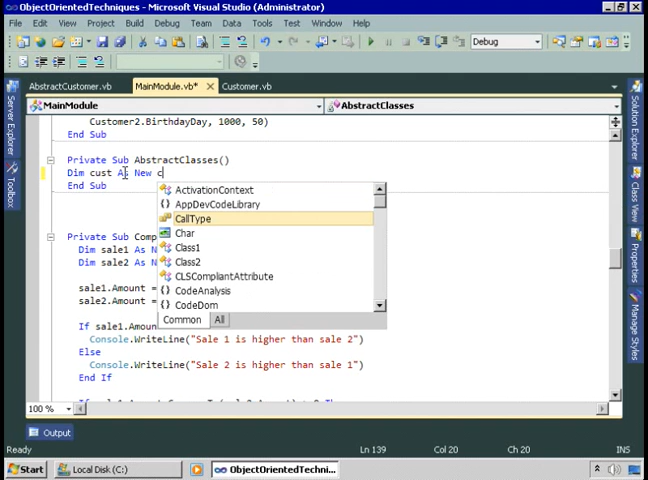 ObjectOrientedTechniques - Microsoft Visual Studio (Administrator)
File Edit View Project Build Debug Team Data Tools Test Window Help
Debug
AbstractCustomer.vb MainModule.vb* Customer.vb
MainModule AbstractClasses
Server Explorer
Toolbox
Solution Explorer
Class View
Properties
Manage Styles
Customer2.BirthdayDay, 1000, 50)
End Sub
Private Sub AbstractClasses()
Dim cust As New c
End Sub
ActivationContext
AppDevCodeLibrary
CallType
Char
Class1
Class2
CLSCompliantAttribute
CodeAnalysis
CodeDom
Common All
Private Sub Comp
Dim sale1 As N
Dim sale2 As N
sale1.Amount =
sale2.Amount =
If sale1.Amoun
Console.WriteLine("Sale 1 is higher than sale 2")
Else
Console.WriteLine("Sale 2 is higher than sale 1")
End If
100 %
Output
Ready Ln 139 Col 20 Ch 20 INS
Start Local Disk (C:) ObjectOrientedTechni...